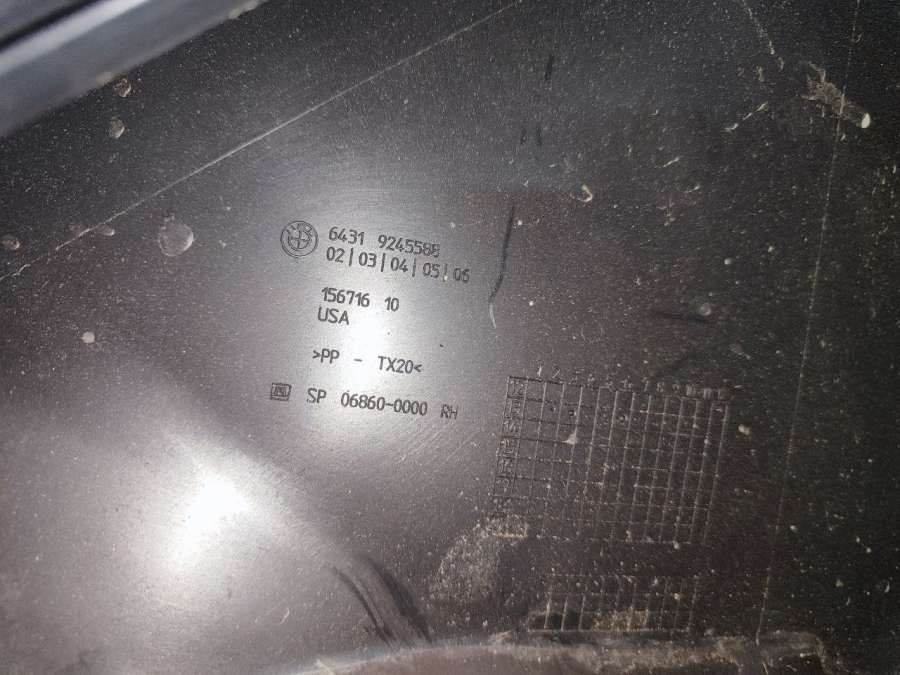 6431 9245588
02|03|04|05|06
156716 10
USA
>PP - TX20<
SP 06860-0000 RH